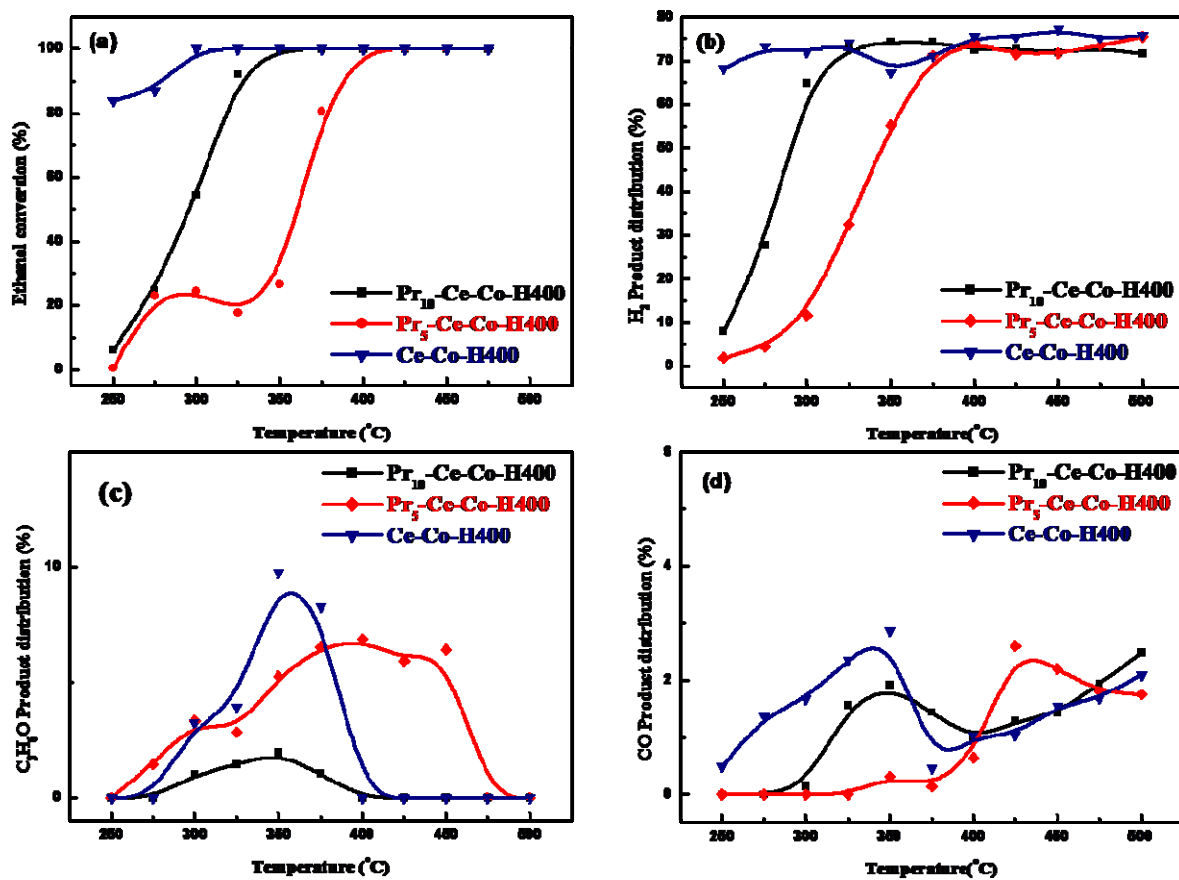 (a)
Ethanal conversion (%)
100
80
60
40
20
0
Pr10-Ce-Co-H400
Pr5-Ce-Co-H400
Ce-Co-H400
250 300 350 400 450 500
Temperature (°C)
(b)
H2 Product distribution (%)
80
70
60
50
40
30
20
10
0
Pr10-Ce-Co-H400
Pr5-Ce-Co-H400
Ce-Co-H400
250 300 350 400 450 500
Temperature(°C)
(c)
C3H6O Product distribution (%)
10
0
Pr10-Ce-Co-H400
Pr5-Ce-Co-H400
Ce-Co-H400
250 300 350 400 450 500
Temperature (°C)
(d)
CO Product distribution (%)
6
4
2
0
Pr10-Ce-Co-H400
Pr5-Ce-Co-H400
Ce-Co-H400
250 300 350 400 450 500
Temperature(°C)